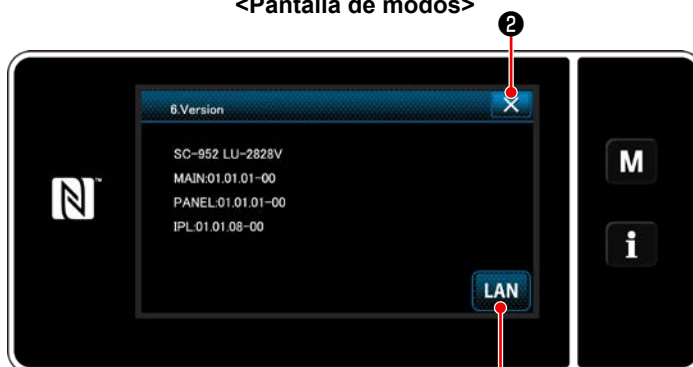 <Pantalla de modos>
❷
6.Version
SC-952 LU-2828V
MAIN:01.01.01-00
PANEL:01.01.01-00
IPL:01.01.08-00
LAN
M
i